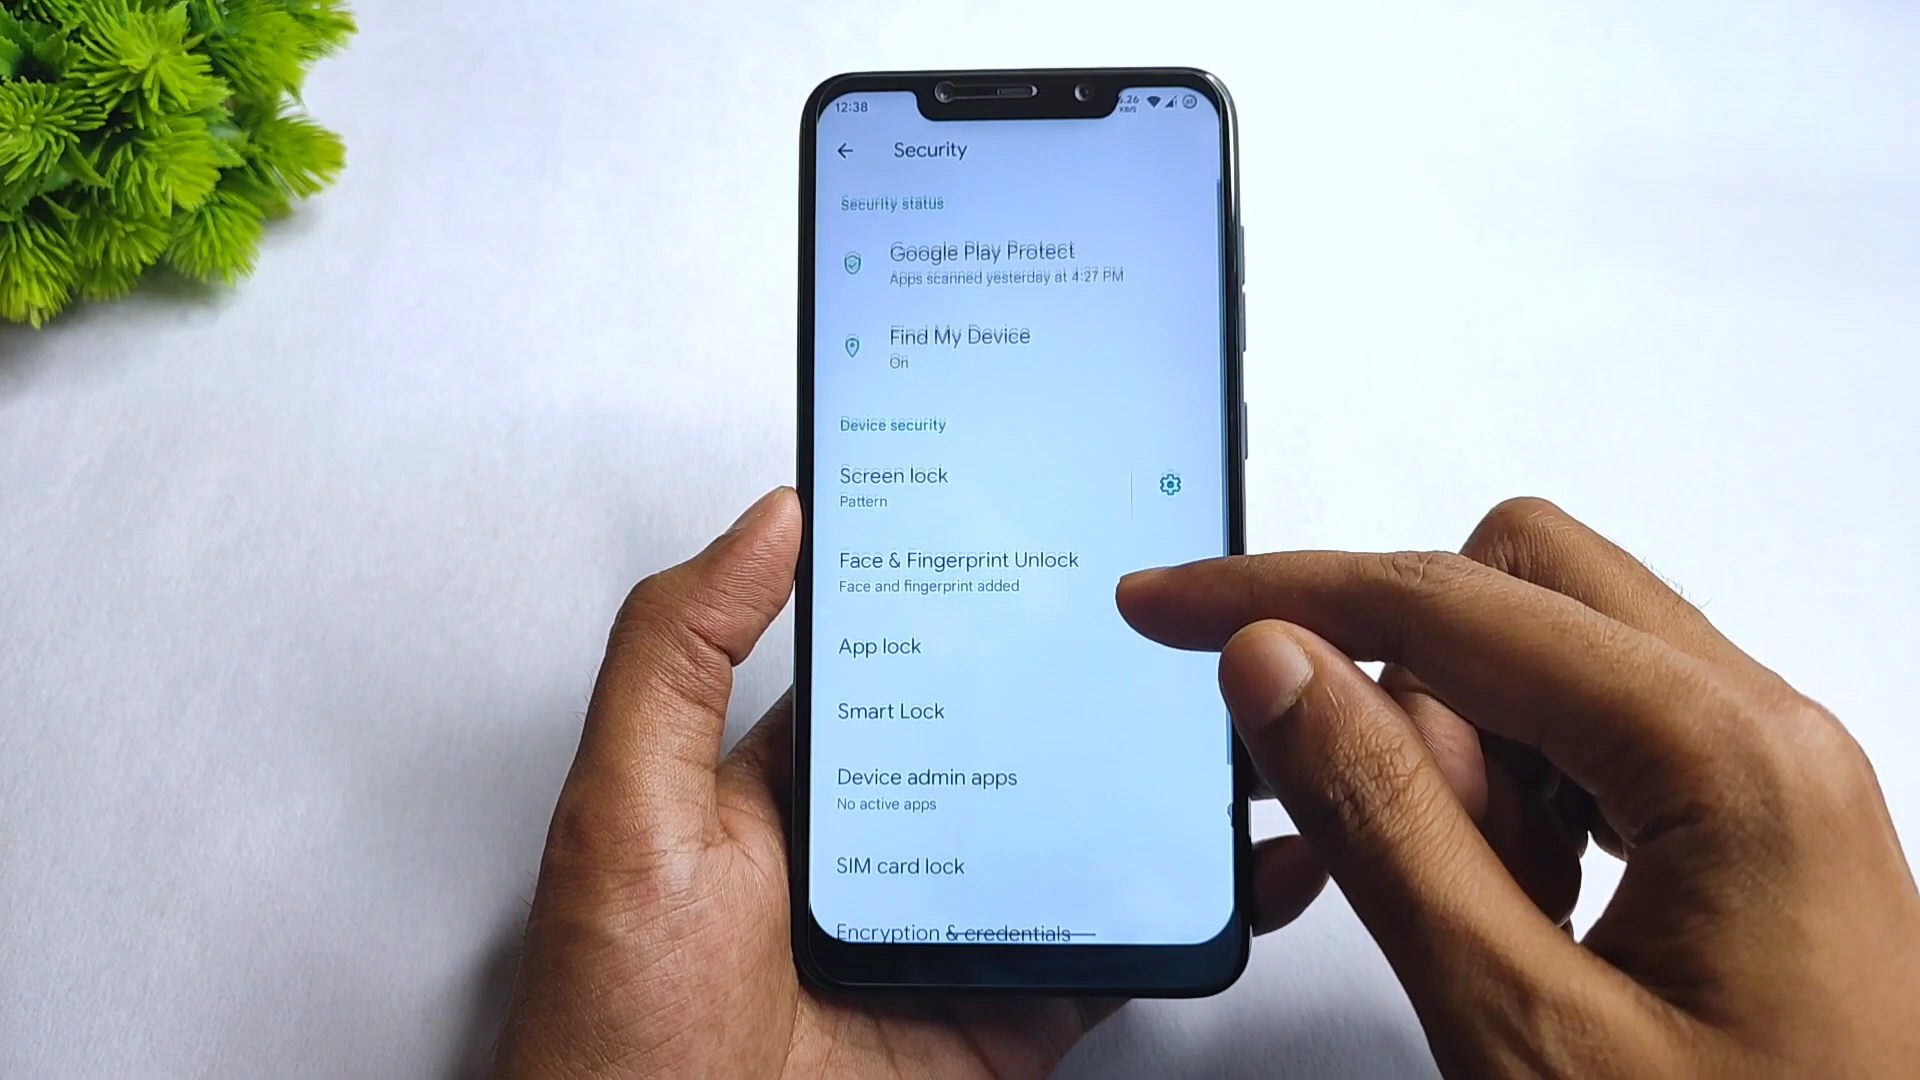 12:38
KB/S
Security
Security status
Google Play Protect
Apps scanned yesterday at 4:27 PM
Find My Device
On
Device security
Screen lock
Pattern
Face & Fingerprint Unlock
Face and fingerprint added
App lock
Smart Lock
Device admin apps
No active apps
SIM card lock
Encryption & credentials